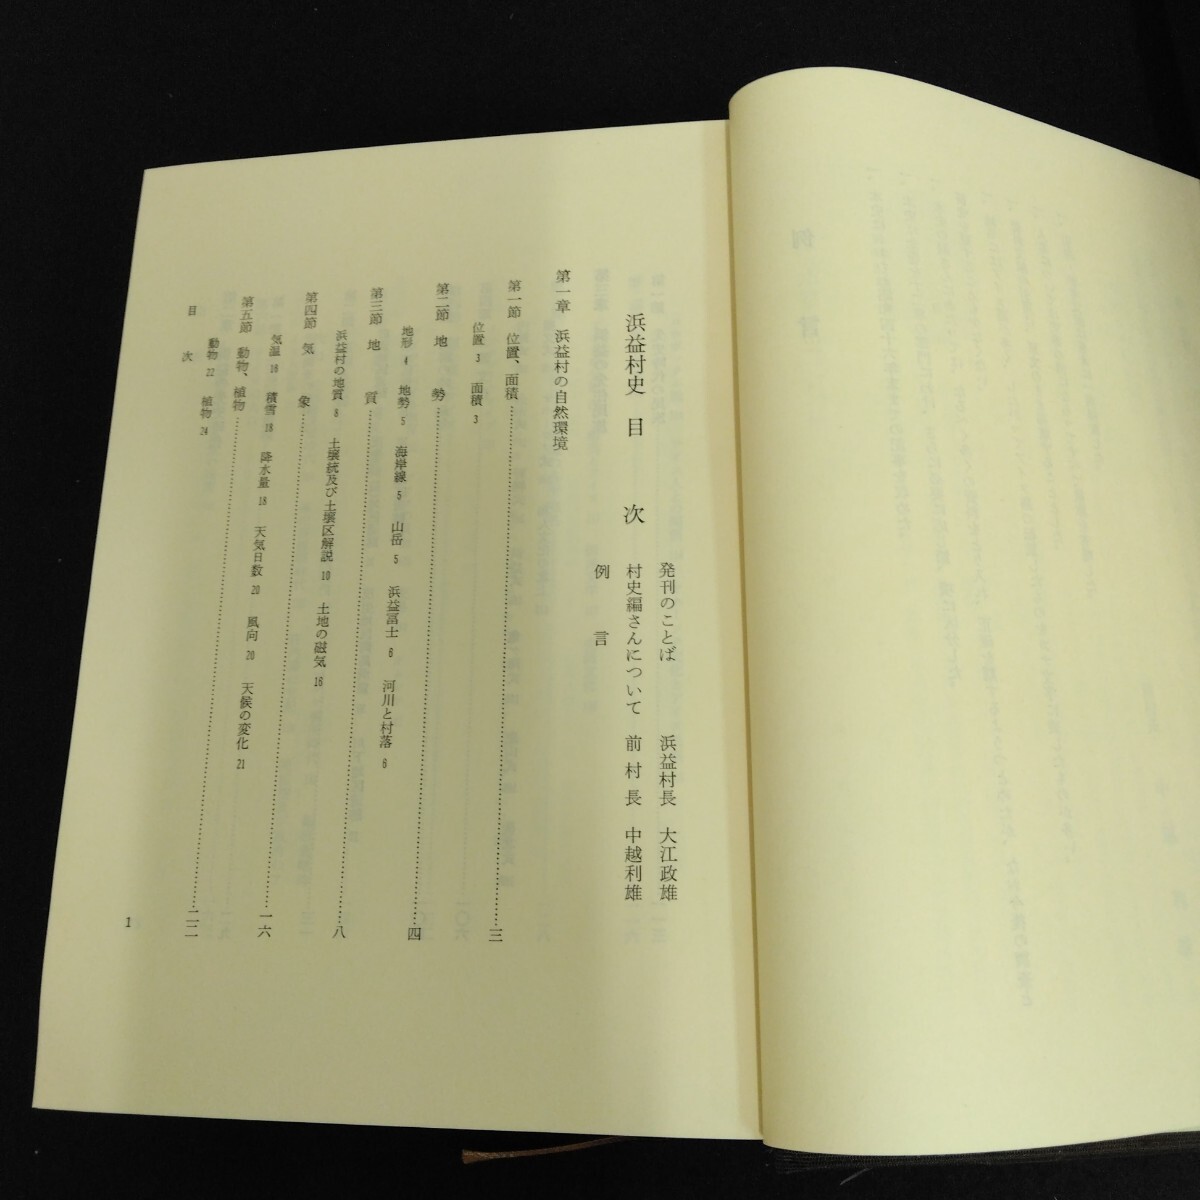 浜益村史 目 次
発刊のことば 浜益村長 大江政雄
村史編さんについて 前村長 中越利雄
例 言
第一章 浜益村の自然環境
第一節 位置、面積……三
位置 3 面積 3
第二節 地 勢……四
地形 4 地勢 5 海岸線 5 山岳 5 浜益冨士 6 河川と村落 6
第三節 地 質……八
浜益村の地質 8 土壌統及び土壌区解説 10 土地の磁気 16
第四節 気 象……一六
気温 16 積雪 18 降水量 18 天気日数 20 風向 20 天候の変化 21
第五節 動物、植物……二二
動物 22 植物 24
目 次
1